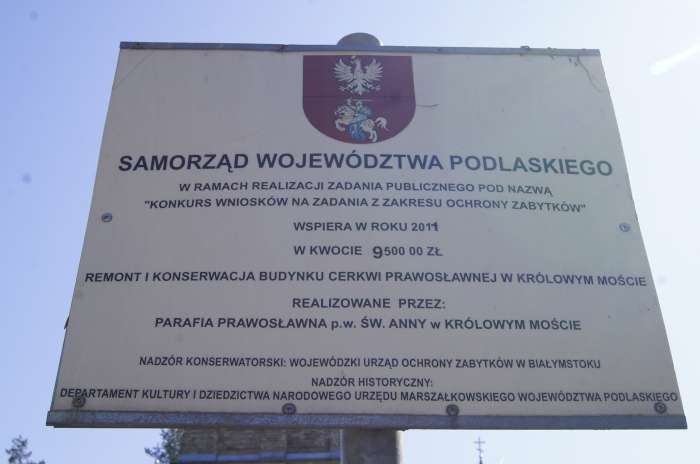 SAMORZĄD WOJEWÓDZTWA PODLASKIEGO
W RAMACH REALIZACJI ZADANIA PUBLICZNEGO POD NAZWĄ
"KONKURS WNIOSKÓW NA ZADANIA Z ZAKRESU OCHRONY ZABYTKÓW"
WSPIERA W ROKU 2011
W KWOCIE 9500 00 ZŁ
REMONT I KONSERWACJA BUDYNKU CERKWI PRAWOSŁAWNEJ W KRÓLOWYM MOŚCIE
REALIZOWANE PRZEZ:
PARAFIA PRAWOSŁAWNA p.w. ŚW. ANNY w KRÓLOWYM MOŚCIE
NADZÓR KONSERWATORSKI: WOJEWÓDZKI URZĄD OCHRONY ZABYTKÓW W BIAŁYMSTOKU
NADZÓR HISTORYCZNY:
DEPARTAMENT KULTURY I DZIEDZICTWA NARODOWEGO URZĘDU MARSZAŁKOWSKIEGO WOJEWÓDZTWA PODLASKIEGO